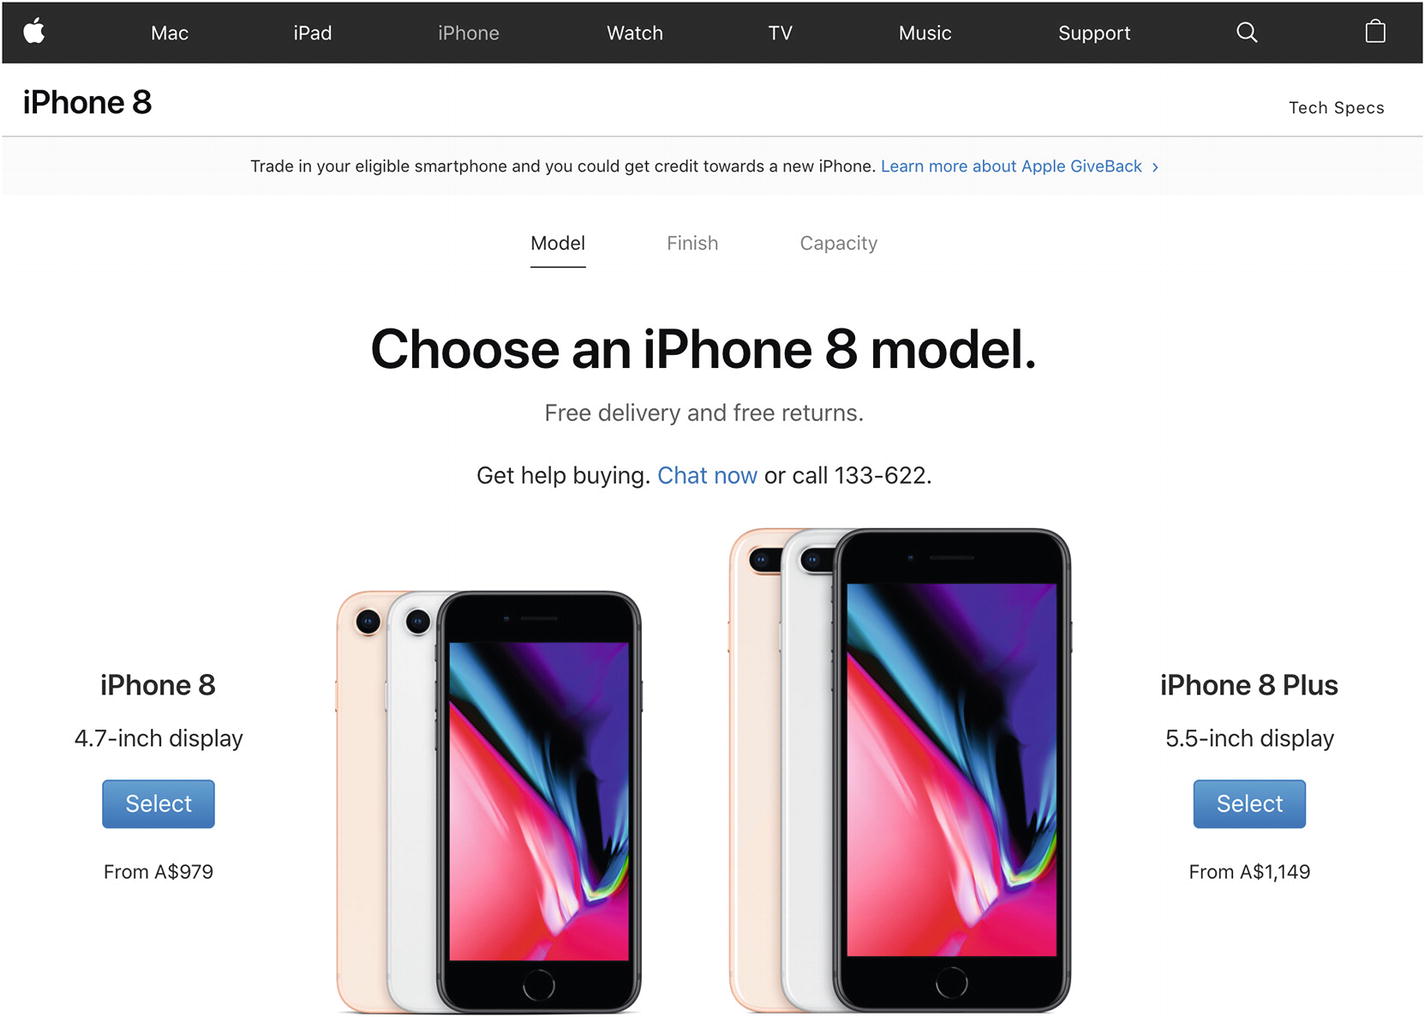 Mac iPad iPhone Watch TV Music Support
iPhone 8
Tech Specs
Trade in your eligible smartphone and you could get credit towards a new iPhone. Learn more about Apple GiveBack >
Model Finish Capacity
Choose an iPhone 8 model.
Free delivery and free returns.
Get help buying. Chat now or call 133-622.
iPhone 8
4.7-inch display
Select
From A$979
iPhone 8 Plus
5.5-inch display
Select
From A$1,149